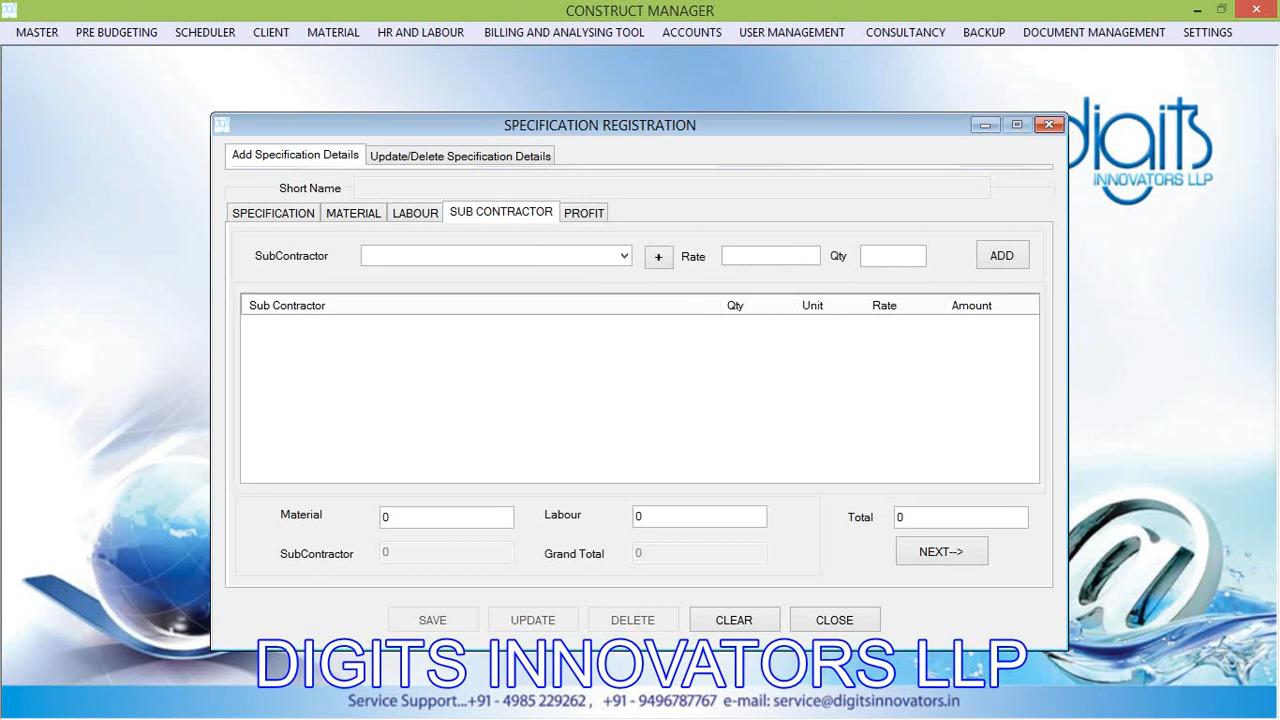 CONSTRUCT MANAGER
MASTER PRE BUDGETING SCHEDULER CLIENT MATERIAL HR AND LABOUR BILLING AND ANALYSING TOOL ACCOUNTS USER MANAGEMENT CONSULTANCY BACKUP DOCUMENT MANAGEMENT SETTINGS
digits
INNOVATORS LLP
SPECIFICATION REGISTRATION
Add Specification Details Update/Delete Specification Details
Short Name
SPECIFICATION MATERIAL LABOUR SUB CONTRACTOR PROFIT
SubContractor + Rate Qty ADD
Sub Contractor Qty Unit Rate Amount
Material 0 Labour 0 Total 0
SubContractor 0 Grand Total 0 NEXT-->
SAVE UPDATE DELETE CLEAR CLOSE
DIGITS INNOVATORS LLP
Service Support...+91 - 4985 229262 , +91 - 9496787767 e-mail: service@digitsinnovators.in